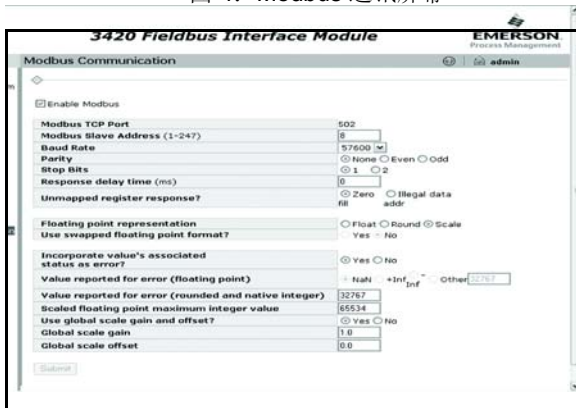 3420 Fieldbus Interface Module
EMERSON
Process Management
Modbus Communication
admin
Enable Modbus
Modbus TCP Port 502
Modbus Slave Address (1-247) 8
Baud Rate 57600
Parity None Even Odd
Stop Bits 1 2
Response delay time (ms) 0
Unmapped register response? Zero fill Illegal data addr
Floating point representation Float Round Scale
Use swapped floating point format? Yes No
Incorporate value's associated status as error? Yes No
Value reported for error (floating point) NaN +Inf -Inf Other 32767
Value reported for error (rounded and native integer) 32767
Scaled floating point maximum integer value 65534
Use global scale gain and offset? Yes No
Global scale gain 1.0
Global scale offset 0.0
Submit